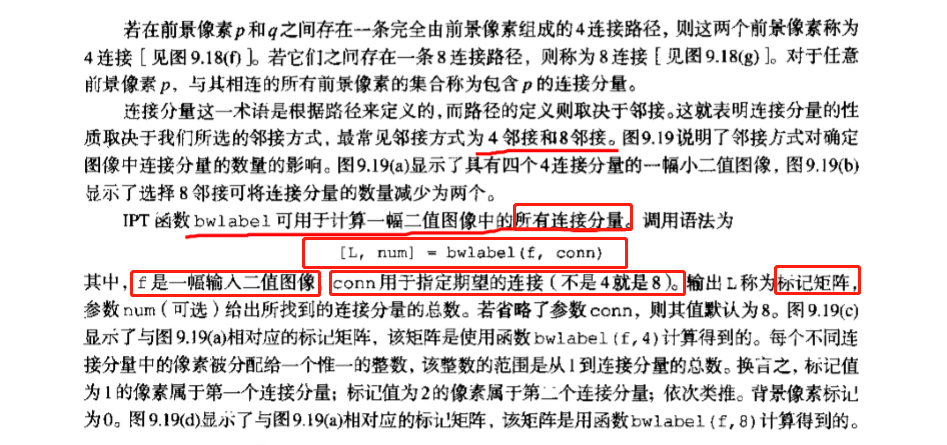 若在前景像素p和q之间存在一条完全由前景像素组成的4连接路径，则这两个前景像素称为
4连接［见图9.18(f)］。若它们之间存在一条8连接路径，则称为8连接［见图9.18(g)］。对于任意
前景像素p，与其相连的所有前景像素的集合称为包含p的连接分量。
连接分量这一术语是根据路径来定义的，而路径的定义则取决于邻接。这就表明连接分量的性
质取决于我们所选的邻接方式，最常见邻接方式为4邻接和8邻接。图9.19说明了邻接方式对确定
图像中连接分量的数量的影响。图9.19(a)显示了具有四个4连接分量的一幅小二值图像，图9.19(b)
显示了选择8邻接可将连接分量的数量减少为两个。
IPT函数bwlabel可用于计算一幅二值图像中的所有连接分量。调用语法为
[L, num] = bwlabel(f, conn)
其中，f是一幅输入二值图像，conn用于指定期望的连接（不是4就是8）。输出L称为标记矩阵，
参数num（可选）给出所找到的连接分量的总数。若省略了参数conn，则其值默认为8。图9.19(c)
显示了与图9.19(a)相对应的标记矩阵，该矩阵是使用函数bwlabel(f,4)计算得到的。每个不同连
接分量中的像素被分配给一个惟一的整数，该整数的范围是从1到连接分量的总数。换言之，标记值
为1的像素属于第一个连接分量；标记值为2的像素属于第二个连接分量；依次类推。背景像素标记
为0。图9.19(d)显示了与图9.19(a)相对应的标记矩阵，该矩阵是用函数bwlabel(f,8)计算得到的。